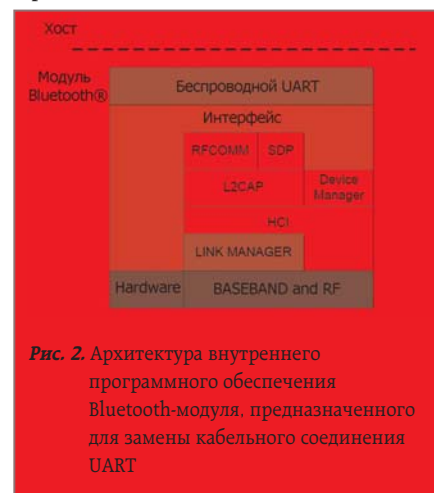 Хост
Модуль
Bluetooth®
Беспроводной UART
Интерфейс
RFCOMM SDP
L2CAP
Device
Manager
HCI
LINK MANAGER
Hardware BASEBAND and RF
Рис. 2. Архитектура внутреннего
программного обеспечения
Bluetooth-модуля, предназначенного
для замены кабельного соединения
UART